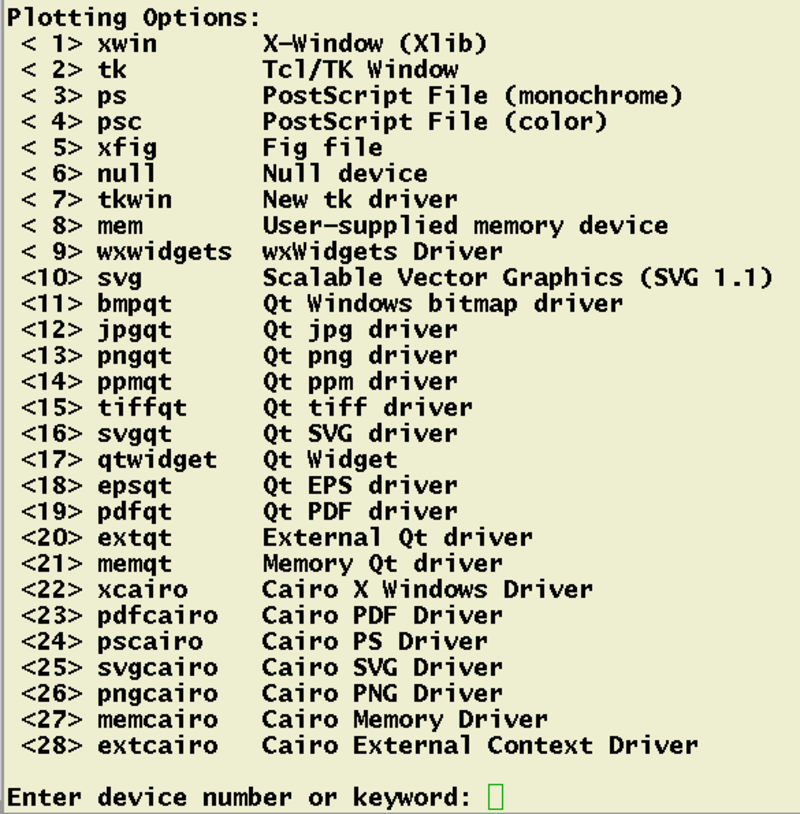 Plotting Options:
 < 1> xwin       X-Window (Xlib)
 < 2> tk         Tcl/TK Window
 < 3> ps         PostScript File (monochrome)
 < 4> psc        PostScript File (color)
 < 5> xfig       Fig file
 < 6> null       Null device
 < 7> tkwin      New tk driver
 < 8> mem        User-supplied memory device
 < 9> wxwidgets  wxWidgets Driver
 <10> svg        Scalable Vector Graphics (SVG 1.1)
 <11> bmpqt      Qt Windows bitmap driver
 <12> jpgqt      Qt jpg driver
 <13> pngqt      Qt png driver
 <14> ppmqt      Qt ppm driver
 <15> tiffqt     Qt tiff driver
 <16> svgqt      Qt SVG driver
 <17> qtwidget   Qt Widget
 <18> epsqt      Qt EPS driver
 <19> pdfqt      Qt PDF driver
 <20> extqt      External Qt driver
 <21> memqt      Memory Qt driver
 <22> xcairo     Cairo X Windows Driver
 <23> pdfcairo   Cairo PDF Driver
 <24> pscairo    Cairo PS Driver
 <25> svgcairo   Cairo SVG Driver
 <26> pngcairo   Cairo PNG Driver
 <27> memcairo   Cairo Memory Driver
 <28> extcairo   Cairo External Context Driver

Enter device number or keyword: